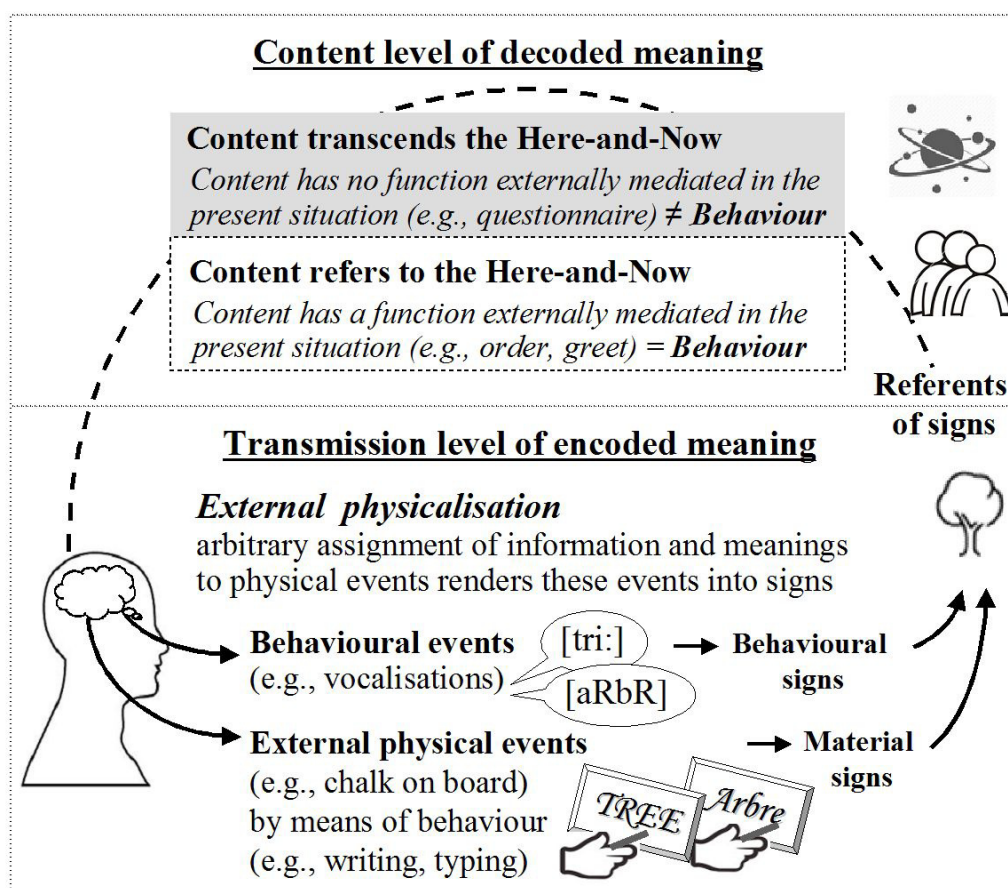 Content level of decoded meaning
Content transcends the Here-and-Now
Content has no function externally mediated in the
present situation (e.g., questionnaire) ≠ Behaviour
Content refers to the Here-and-Now
Content has a function externally mediated in the
present situation (e.g., order, greet) = Behaviour
Referents
of signs
Transmission level of encoded meaning
External physicalisation
arbitrary assignment of information and meanings
to physical events renders these events into signs
Behavioural events
(e.g., vocalisations)
[tri:]
[aRbR]
Behavioural
signs
External physical events
(e.g., chalk on board)
by means of behaviour
(e.g., writing, typing)
TREE
Arbre
Material
signs